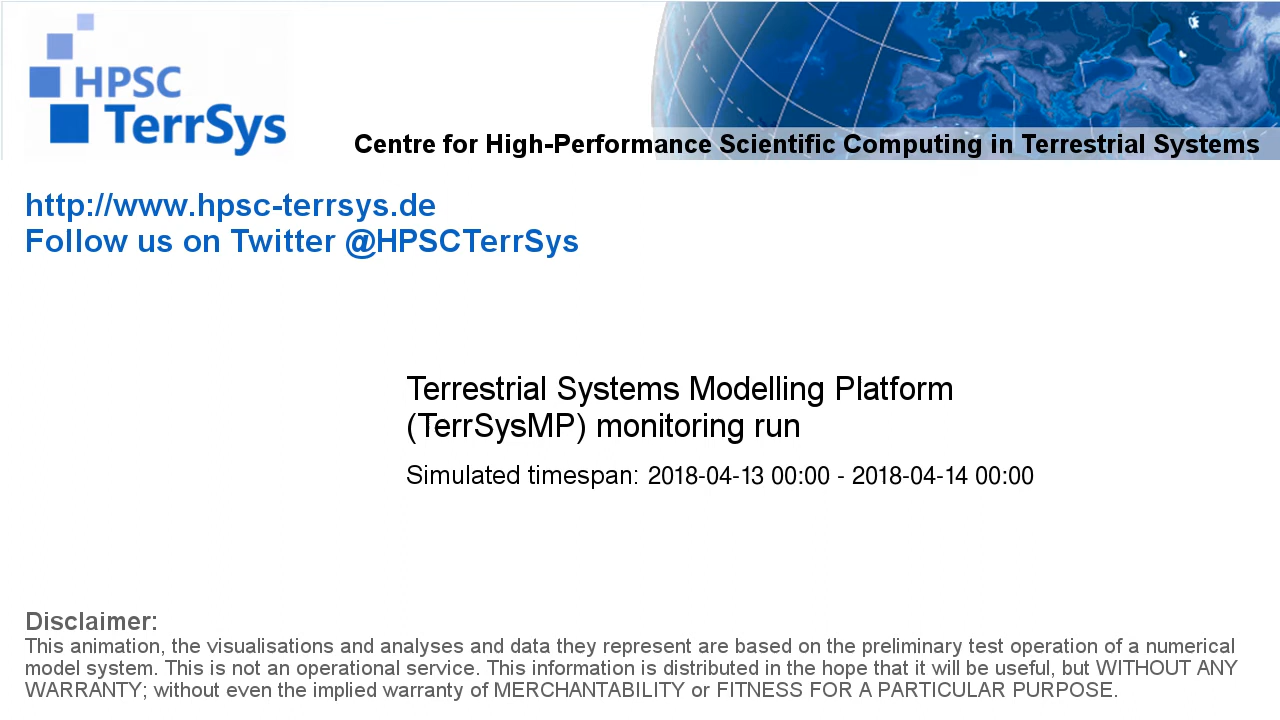 HPSC
TerrSys
Centre for High-Performance Scientific Computing in Terrestrial Systems
http://www.hpsc-terrsys.de
Follow us on Twitter @HPSCTerrSys
Terrestrial Systems Modelling Platform
(TerrSysMP) monitoring run
Simulated timespan: 2018-04-13 00:00 - 2018-04-14 00:00
Disclaimer:
This animation, the visualisations and analyses and data they represent are based on the preliminary test operation of a numerical
model system. This is not an operational service. This information is distributed in the hope that it will be useful, but WITHOUT ANY
WARRANTY; without even the implied warranty of MERCHANTABILITY or FITNESS FOR A PARTICULAR PURPOSE.